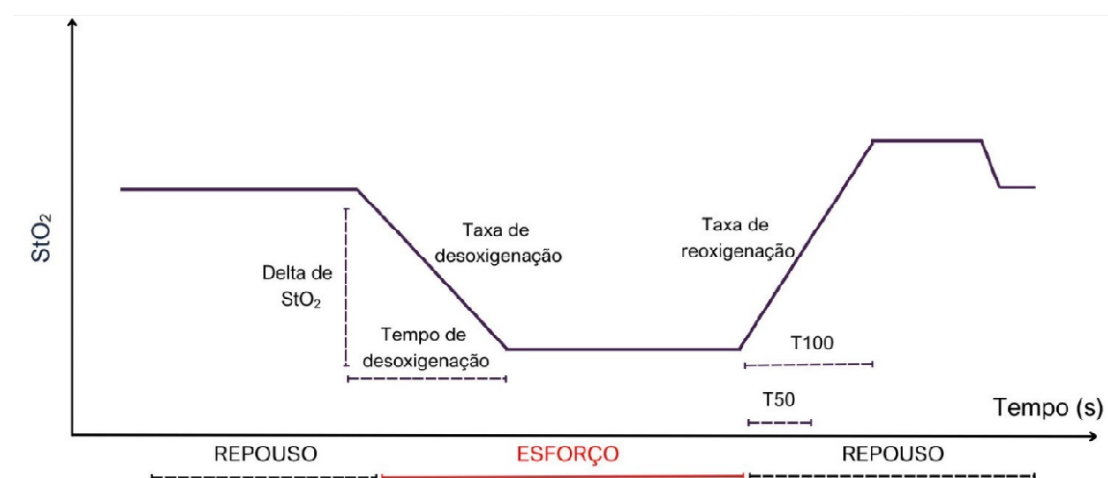 StO₂
Taxa de
desoxigenação
Taxa de
reoxigenação
Delta de
StO₂
Tempo de
desoxigenação
T100
T50
Tempo (s)
REPOUSO
ESFORÇO
REPOUSO